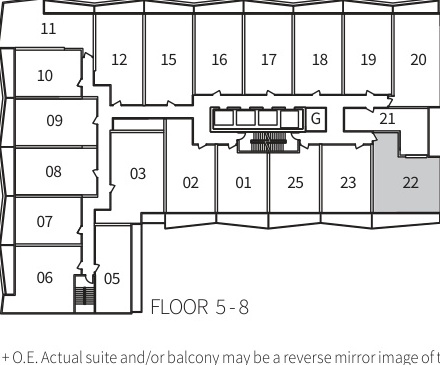 11
12 15 16 17 18 19 20
10
09 G 21
08 03 02 01 25 23 22
07
06 05
FLOOR 5-8
+ O.E. Actual suite and/or balcony may be a reverse mirror image of t